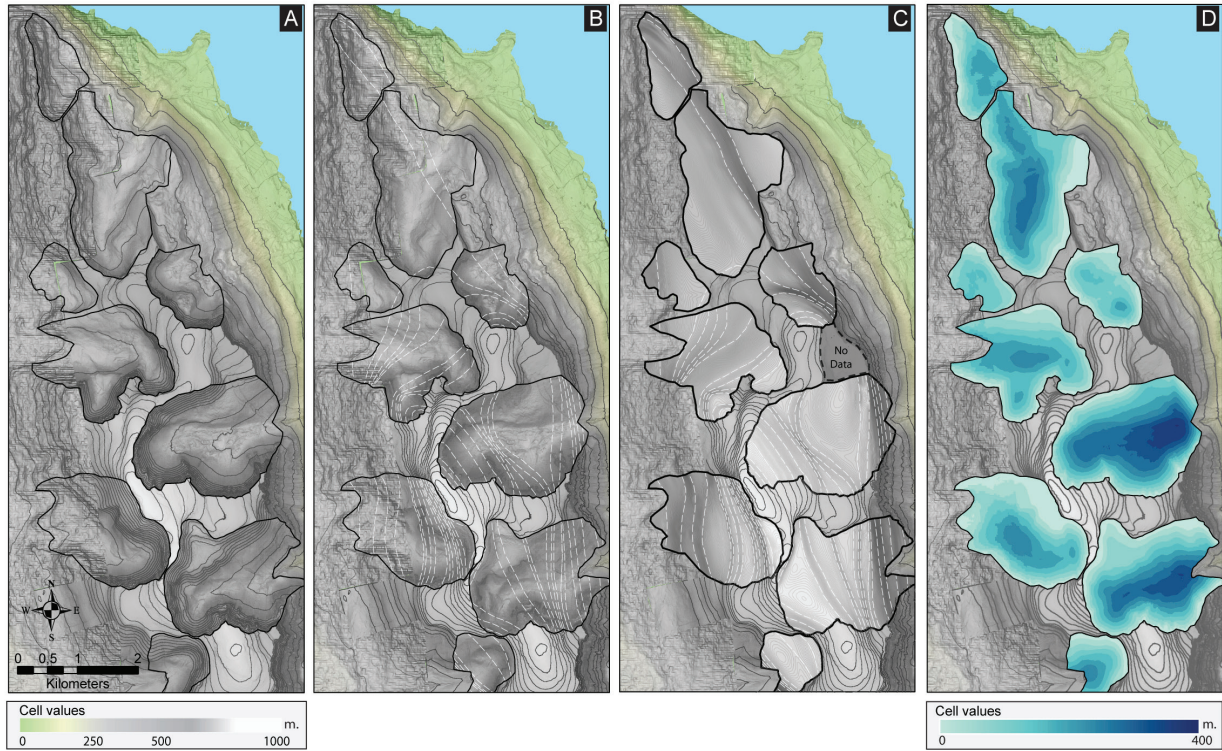 A
B
C
D
No
Data
N
W E
S
0 0.5 1 2
Kilometers
Cell values
m.
0 250 500 1000
Cell values
m.
0 400